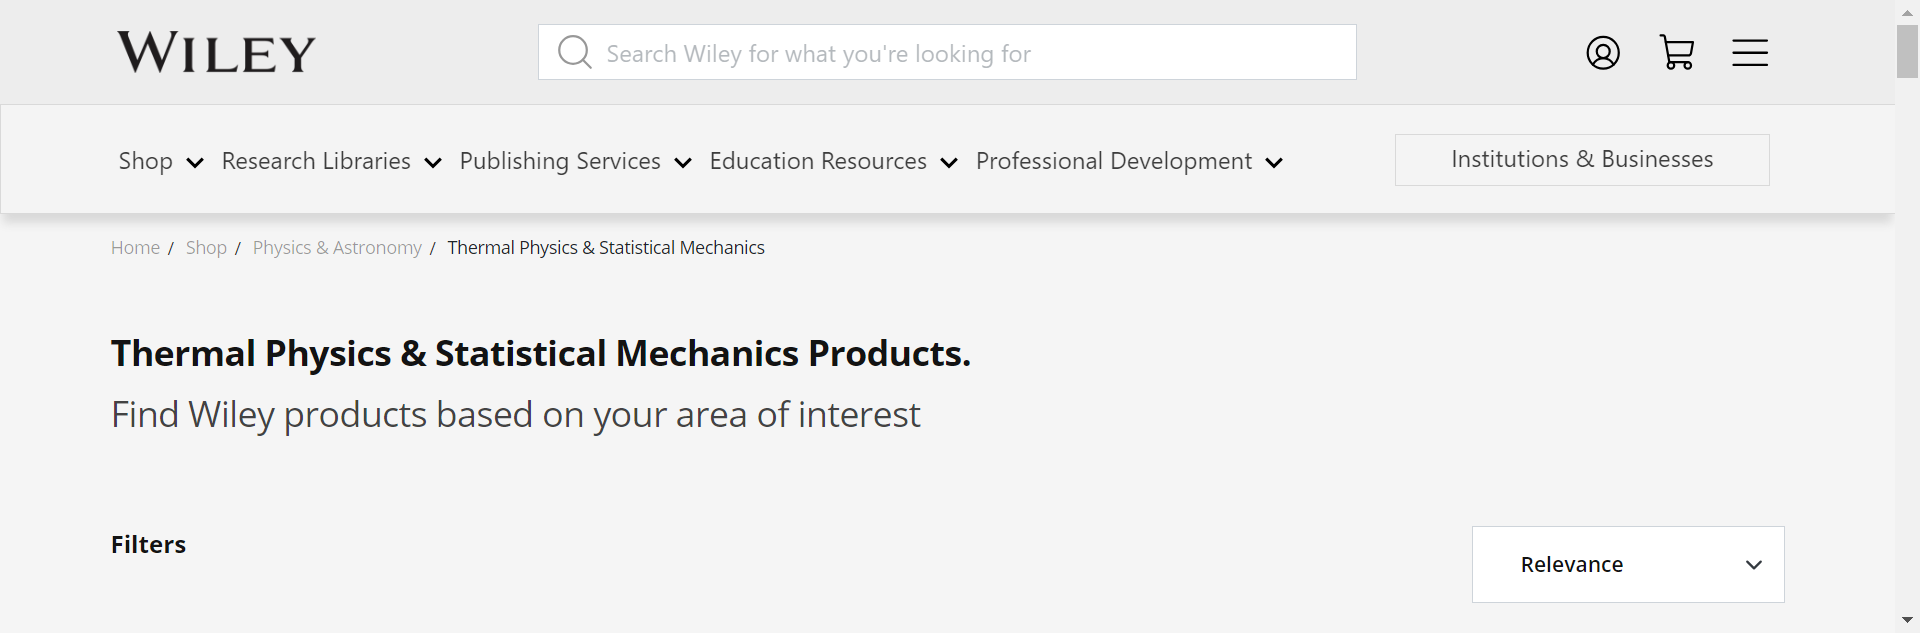 WILEY
Search Wiley for what you're looking for
Shop Research Libraries Publishing Services Education Resources Professional Development Institutions & Businesses
Home / Shop / Physics & Astronomy / Thermal Physics & Statistical Mechanics
Thermal Physics & Statistical Mechanics Products.
Find Wiley products based on your area of interest
Filters
Relevance